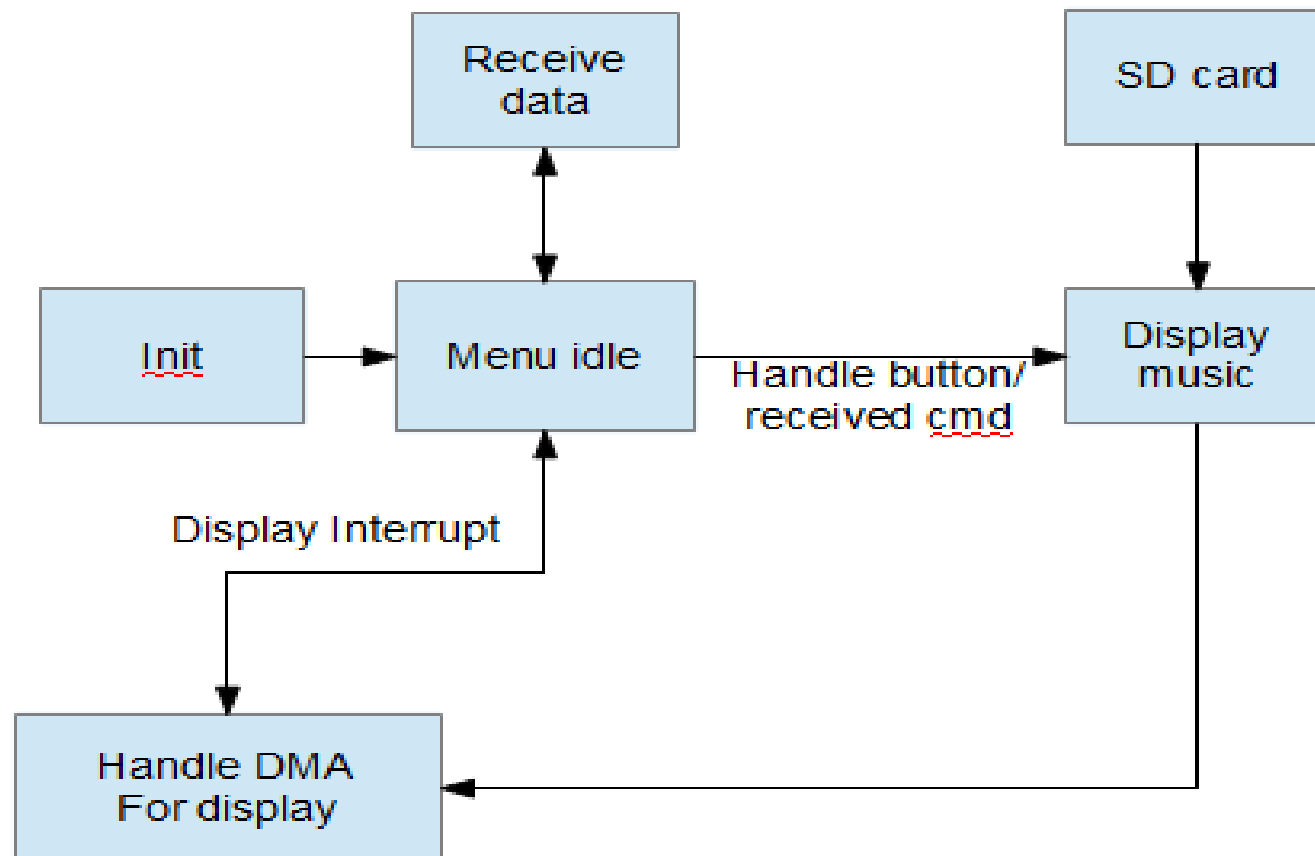 Receive
data
SD card
Init
Menu idle
Display
music
Handle button/
received cmd
Display Interrupt
Handle DMA
For display